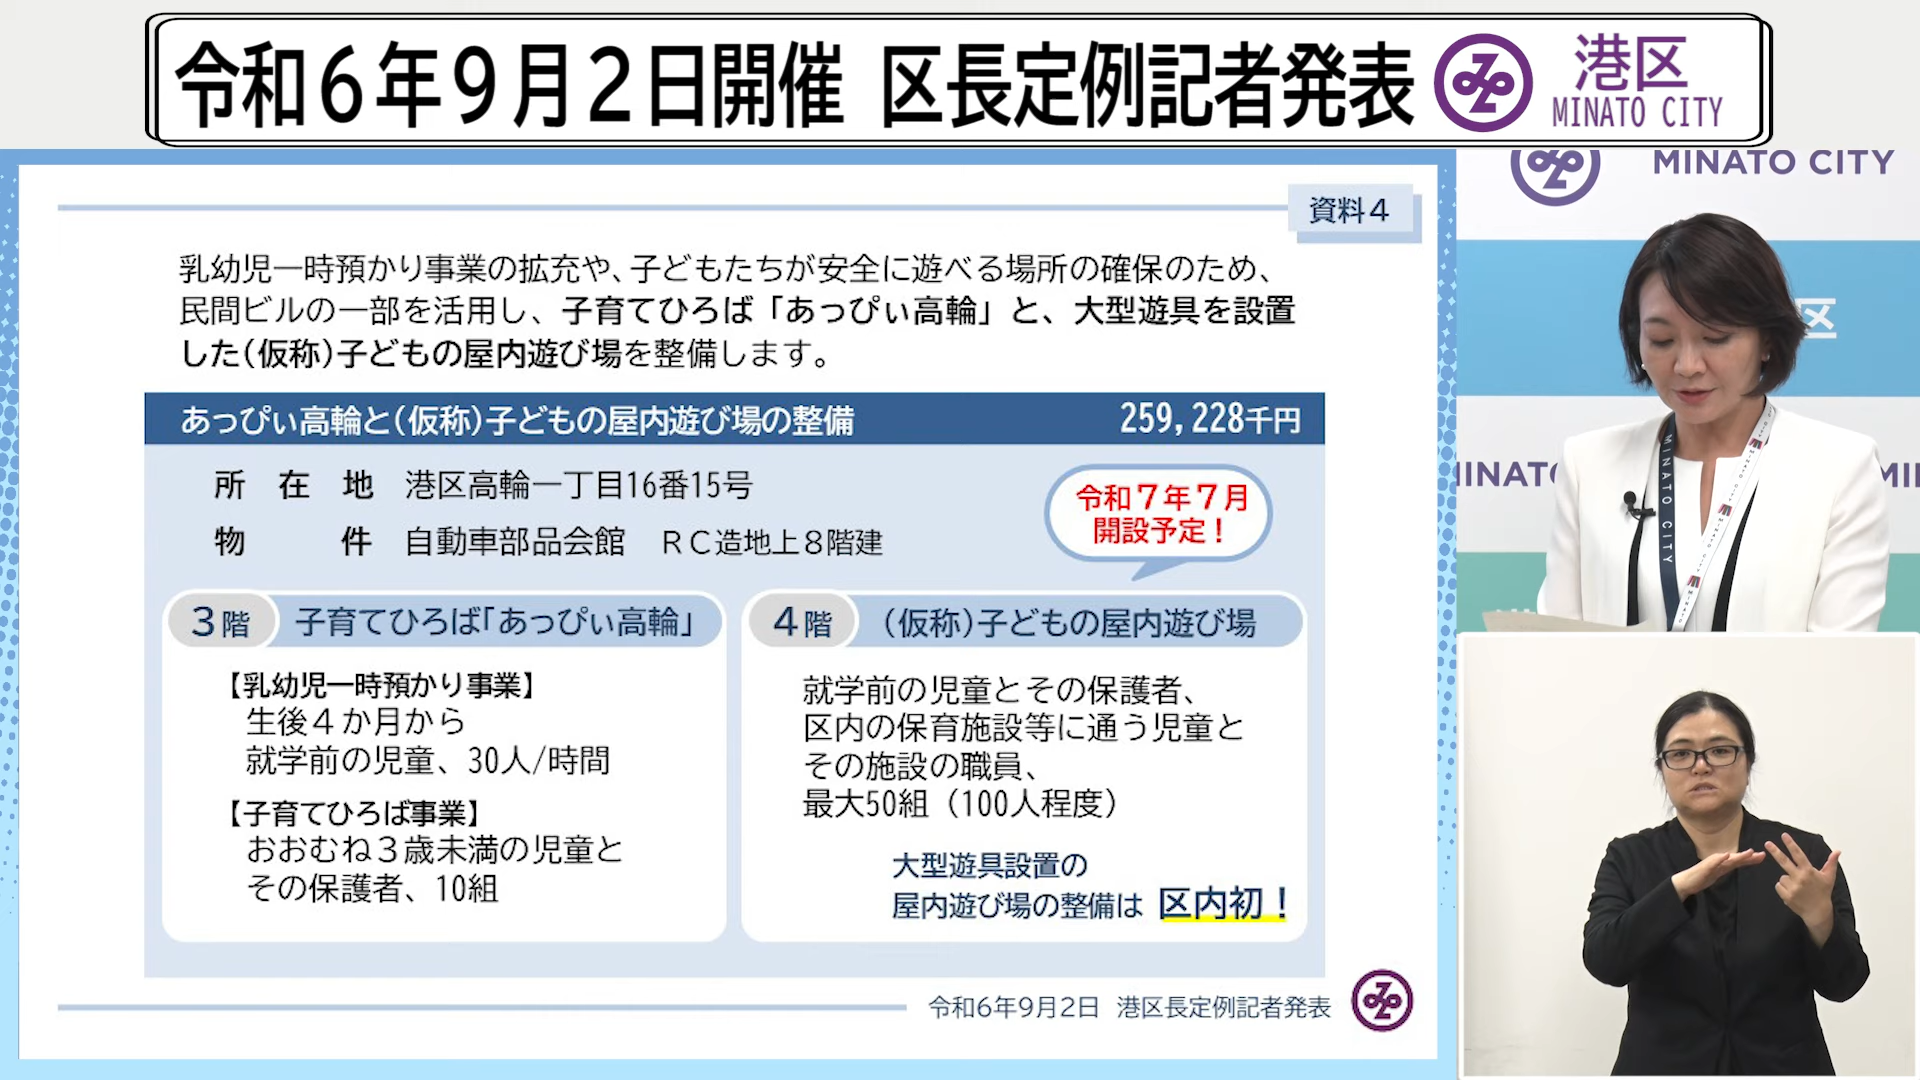 令和6年9月2日開催 区長定例記者発表
港区
MINATO CITY
MINATO CITY
資料4
乳幼児一時預かり事業の拡充や、子どもたちが安全に遊べる場所の確保のため、
民間ビルの一部を活用し、子育てひろば「あっぴぃ高輪」と、大型遊具を設置
した(仮称)子どもの屋内遊び場を整備します。
あっぴぃ高輪と(仮称)子どもの屋内遊び場の整備 259,228千円
所在地 港区高輪一丁目16番15号
物件 自動車部品会館 RC造地上8階建
令和7年7月
開設予定!
3階 子育てひろば「あっぴぃ高輪」
【乳幼児一時預かり事業】
生後4か月から
就学前の児童、30人/時間
【子育てひろば事業】
おおむね3歳未満の児童と
その保護者、10組
4階 (仮称)子どもの屋内遊び場
就学前の児童とその保護者、
区内の保育施設等に通う児童と
その施設の職員、
最大50組(100人程度)
大型遊具設置の
屋内遊び場の整備は 区内初!
令和6年9月2日 港区長定例記者発表
区
INATO
MI
MINATO CITY